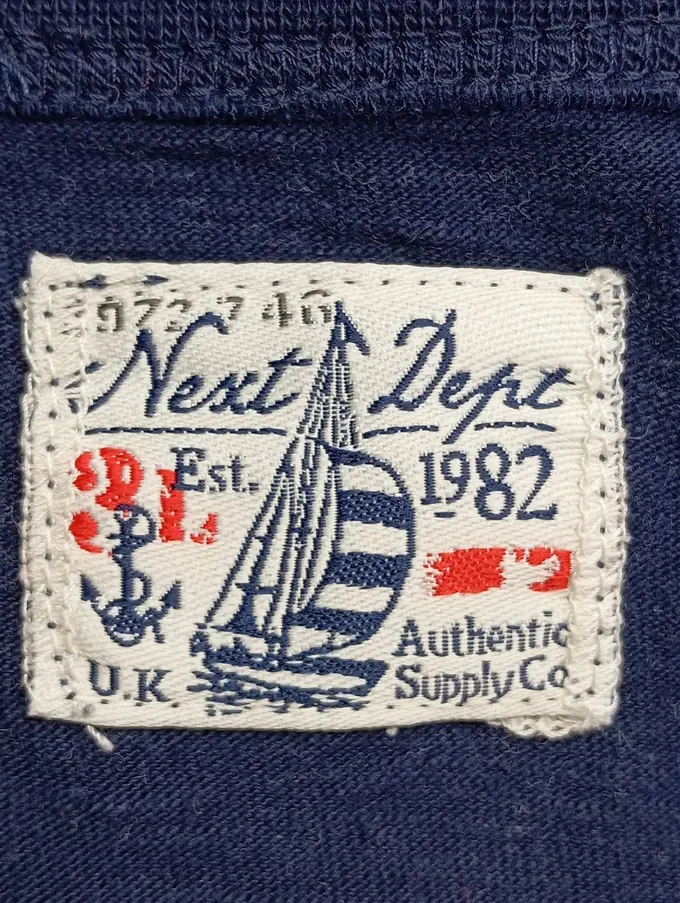 Next Dept
Est. 1982
Authentic
U.K Supply Co